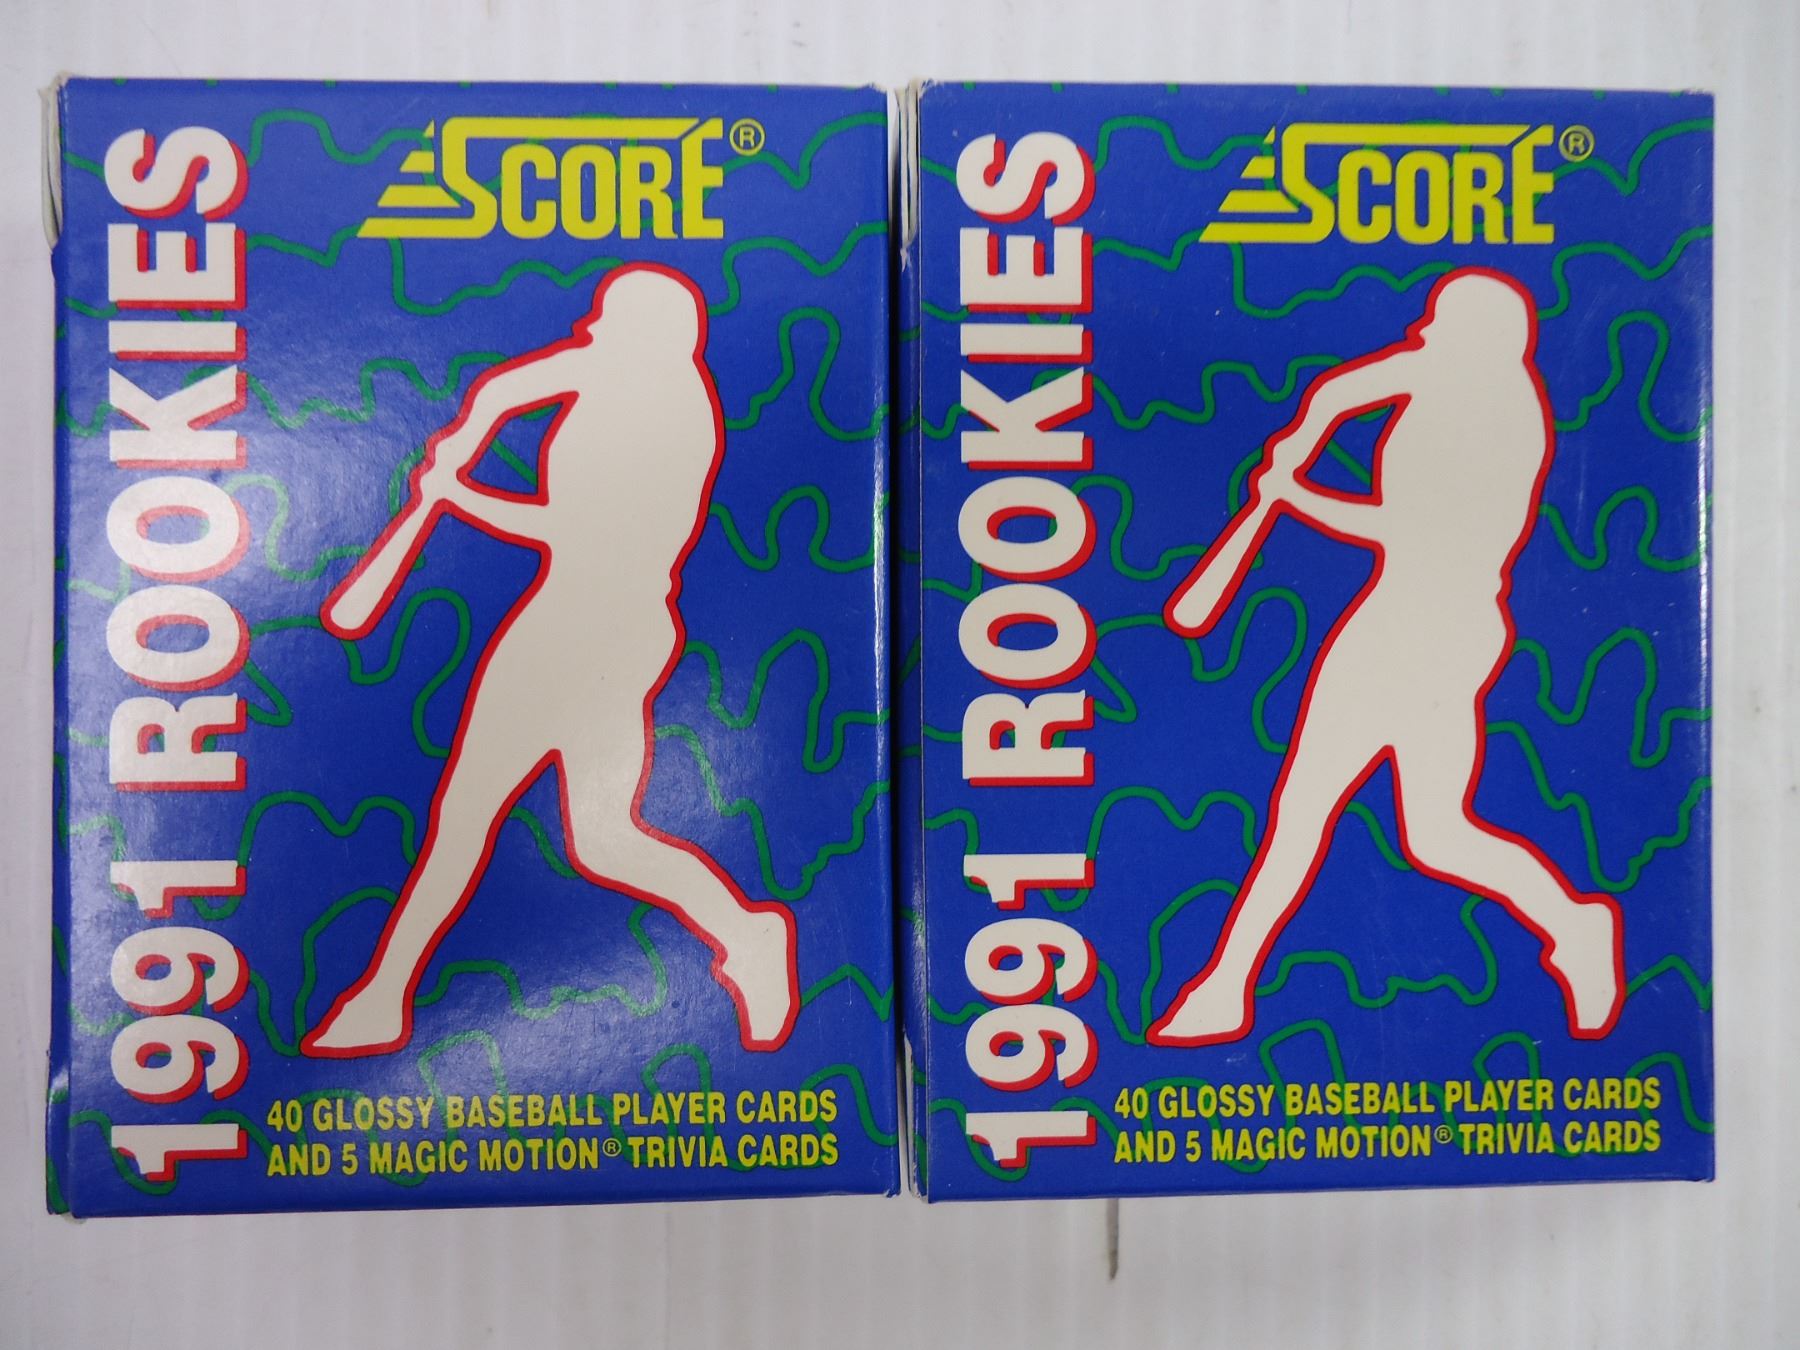 SCORE®
1991 ROOKIES
40 GLOSSY BASEBALL PLAYER CARDS
AND 5 MAGIC MOTION® TRIVIA CARDS
SCORE®
1991 ROOKIES
40 GLOSSY BASEBALL PLAYER CARDS
AND 5 MAGIC MOTION® TRIVIA CARDS